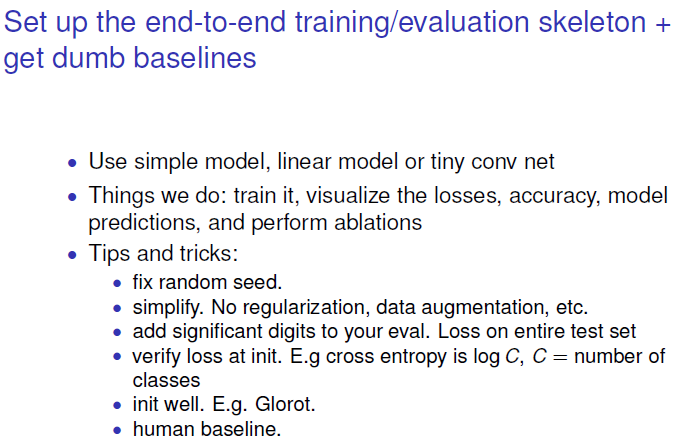 Set up the end-to-end training/evaluation skeleton +
get dumb baselines
• Use simple model, linear model or tiny conv net
• Things we do: train it, visualize the losses, accuracy, model
predictions, and perform ablations
• Tips and tricks:
• fix random seed.
• simplify. No regularization, data augmentation, etc.
• add significant digits to your eval. Loss on entire test set
• verify loss at init. E.g cross entropy is log C, C = number of
classes
• init well. E.g. Glorot.
• human baseline.